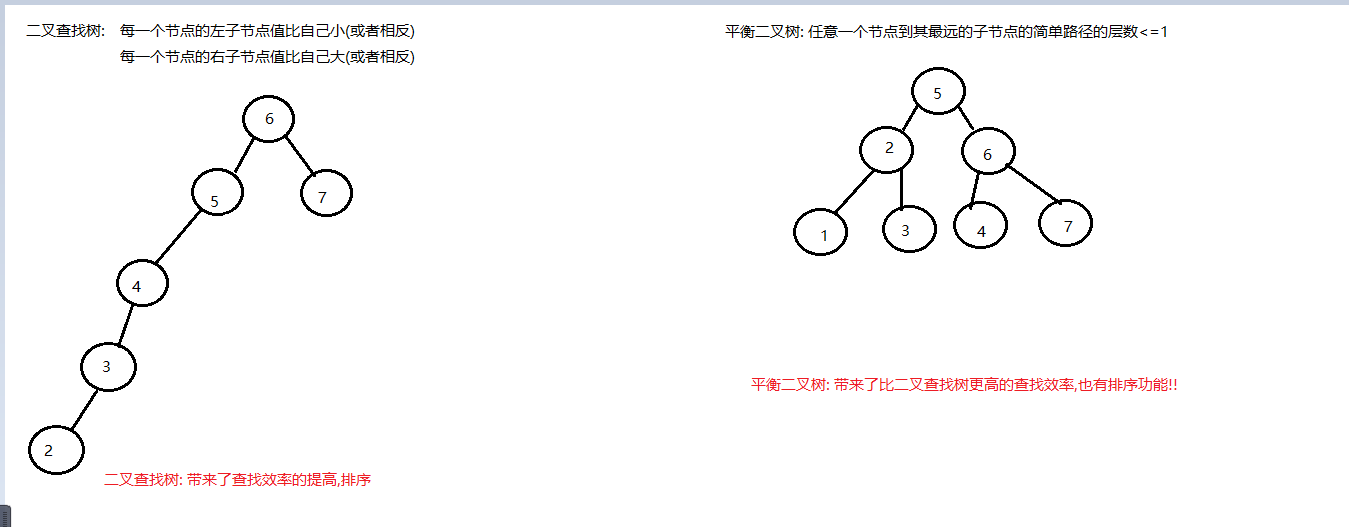 二叉查找树: 每一个节点的左子节点值比自己小(或者相反)
每一个节点的右子节点值比自己大(或者相反)
6
5
7
4
3
2
二叉查找树: 带来了查找效率的提高,排序
平衡二叉树: 任意一个节点到其最远的子节点的简单路径的层数<=1
5
2
6
1
3
4
7
平衡二叉树: 带来了比二叉查找树更高的查找效率,也有排序功能!!